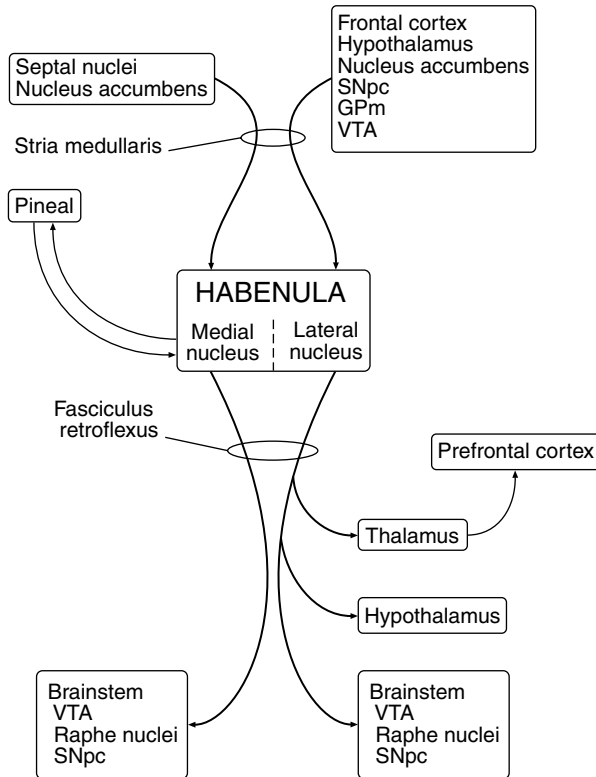 Septal nuclei
Nucleus accumbens
Frontal cortex
Hypothalamus
Nucleus accumbens
SNpc
GPm
VTA
Stria medullaris
Pineal
HABENULA
Medial
nucleus
Lateral
nucleus
Fasciculus
retroflexus
Prefrontal cortex
Thalamus
Hypothalamus
Brainstem
VTA
Raphe nuclei
SNpc
Brainstem
VTA
Raphe nuclei
SNpc